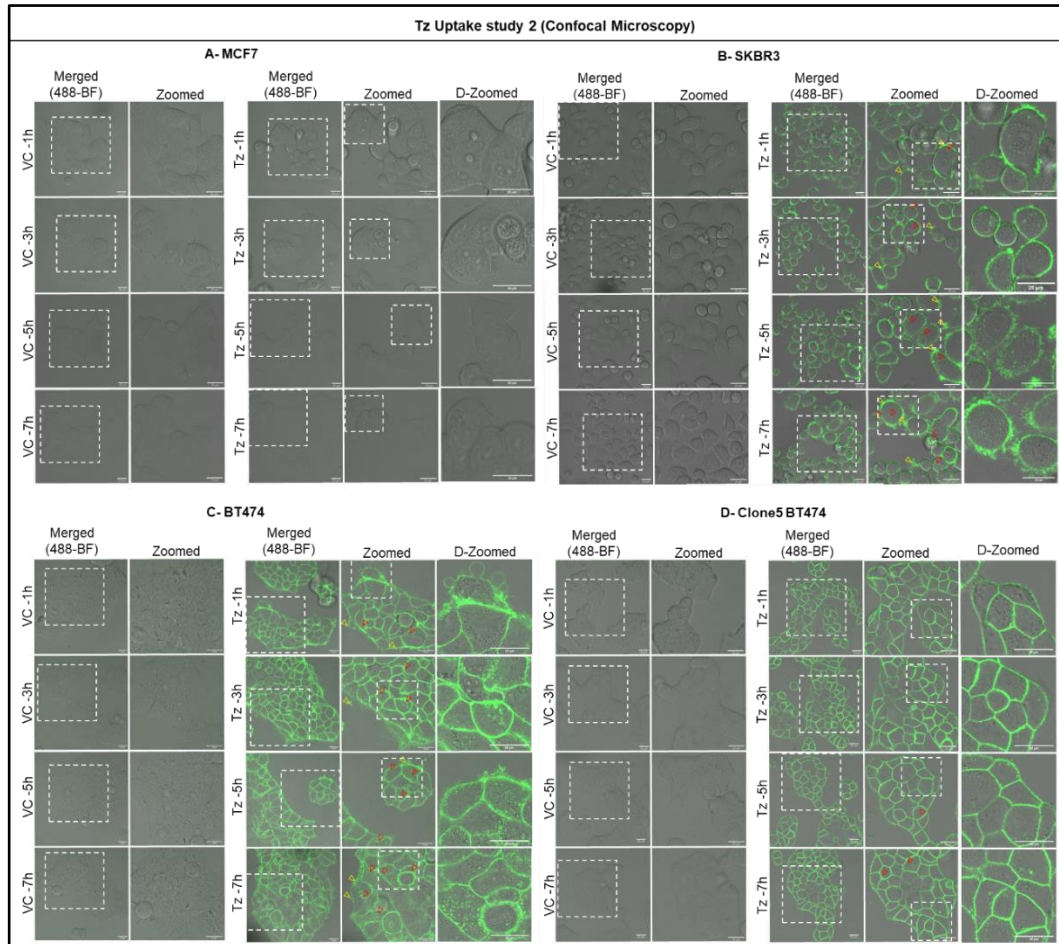 Tz Uptake study 2 (Confocal Microscopy)
A- MCF7
Merged (488-BF)
Zoomed
Merged (488-BF)
Zoomed
D-Zoomed
VC -1h
Tz -1h
VC -3h
Tz -3h
VC -5h
Tz -5h
VC -7h
Tz -7h
B- SKBR3
Merged (488-BF)
Zoomed
Merged (488-BF)
Zoomed
D-Zoomed
VC -1h
Tz -1h
VC -3h
Tz -3h
VC -5h
Tz -5h
VC -7h
Tz -7h
C- BT474
Merged (488-BF)
Zoomed
Merged (488-BF)
Zoomed
D-Zoomed
VC -1h
Tz -1h
VC -3h
Tz -3h
VC -5h
Tz -5h
VC -7h
Tz -7h
D- Clone5 BT474
Merged (488-BF)
Zoomed
Merged (488-BF)
Zoomed
D-Zoomed
VC -1h
Tz -1h
VC -3h
Tz -3h
VC -5h
Tz -5h
VC -7h
Tz -7h